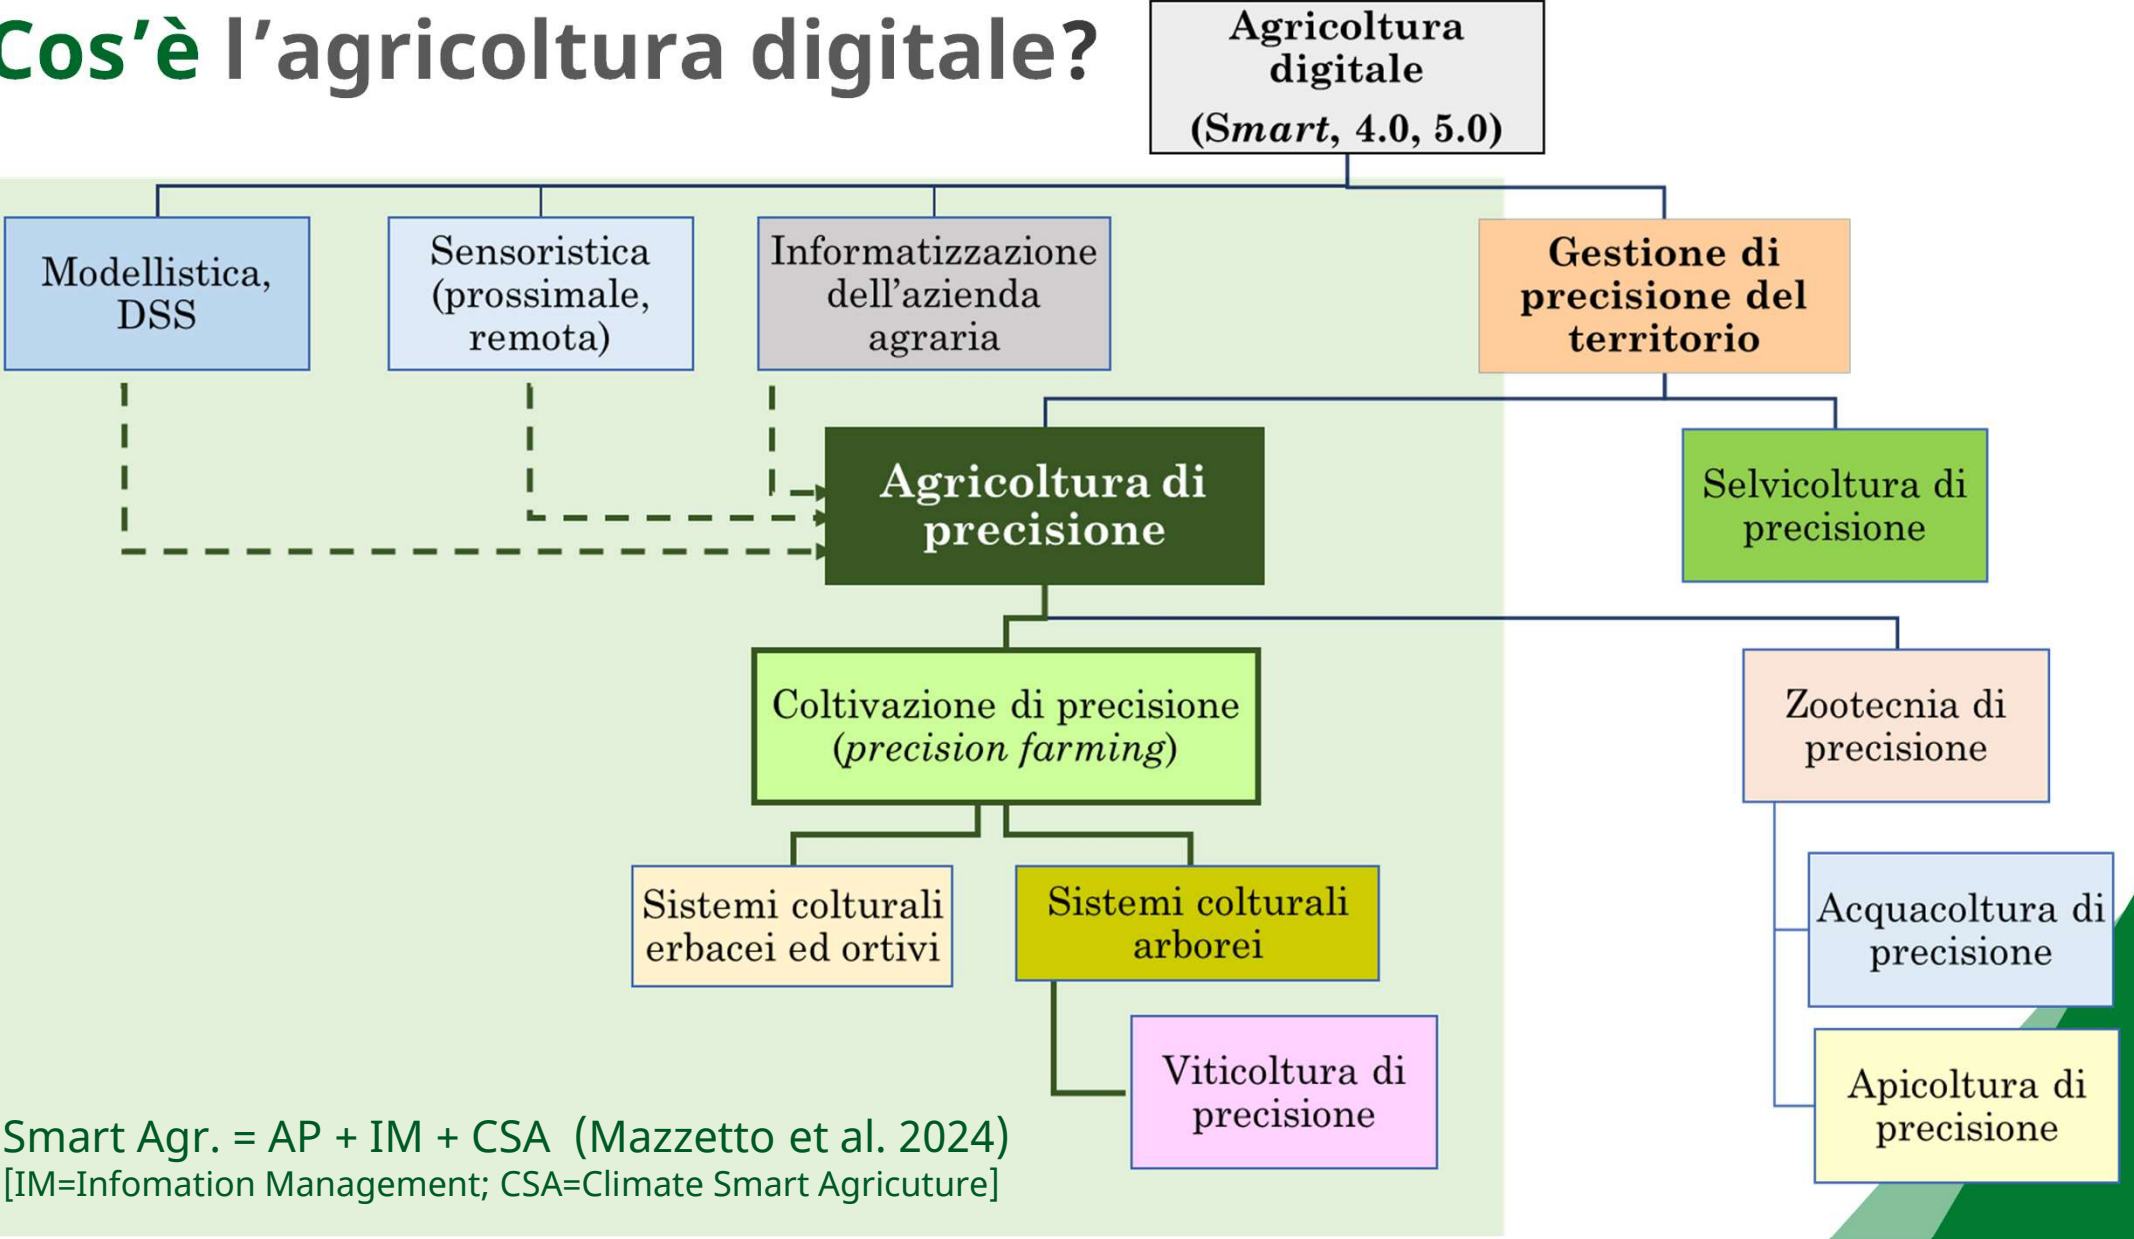 Cos’è l’agricoltura digitale?
Agricoltura
digitale
(Smart, 4.0, 5.0)
Modellistica,
DSS
Sensoristica
(prossimale,
remota)
Informatizzazione
dell’azienda
agraria
Gestione di
precisione del
territorio
Agricoltura di
precisione
Selvicoltura di
precisione
Coltivazione di precisione
(precision farming)
Zootecnia di
precisione
Sistemi colturali
erbacei ed ortivi
Sistemi colturali
arborei
Acquacoltura di
precisione
Viticoltura di
precisione
Apicoltura di
precisione
Smart Agr. = AP + IM + CSA (Mazzetto et al. 2024)
[IM=Infomation Management; CSA=Climate Smart Agricuture]